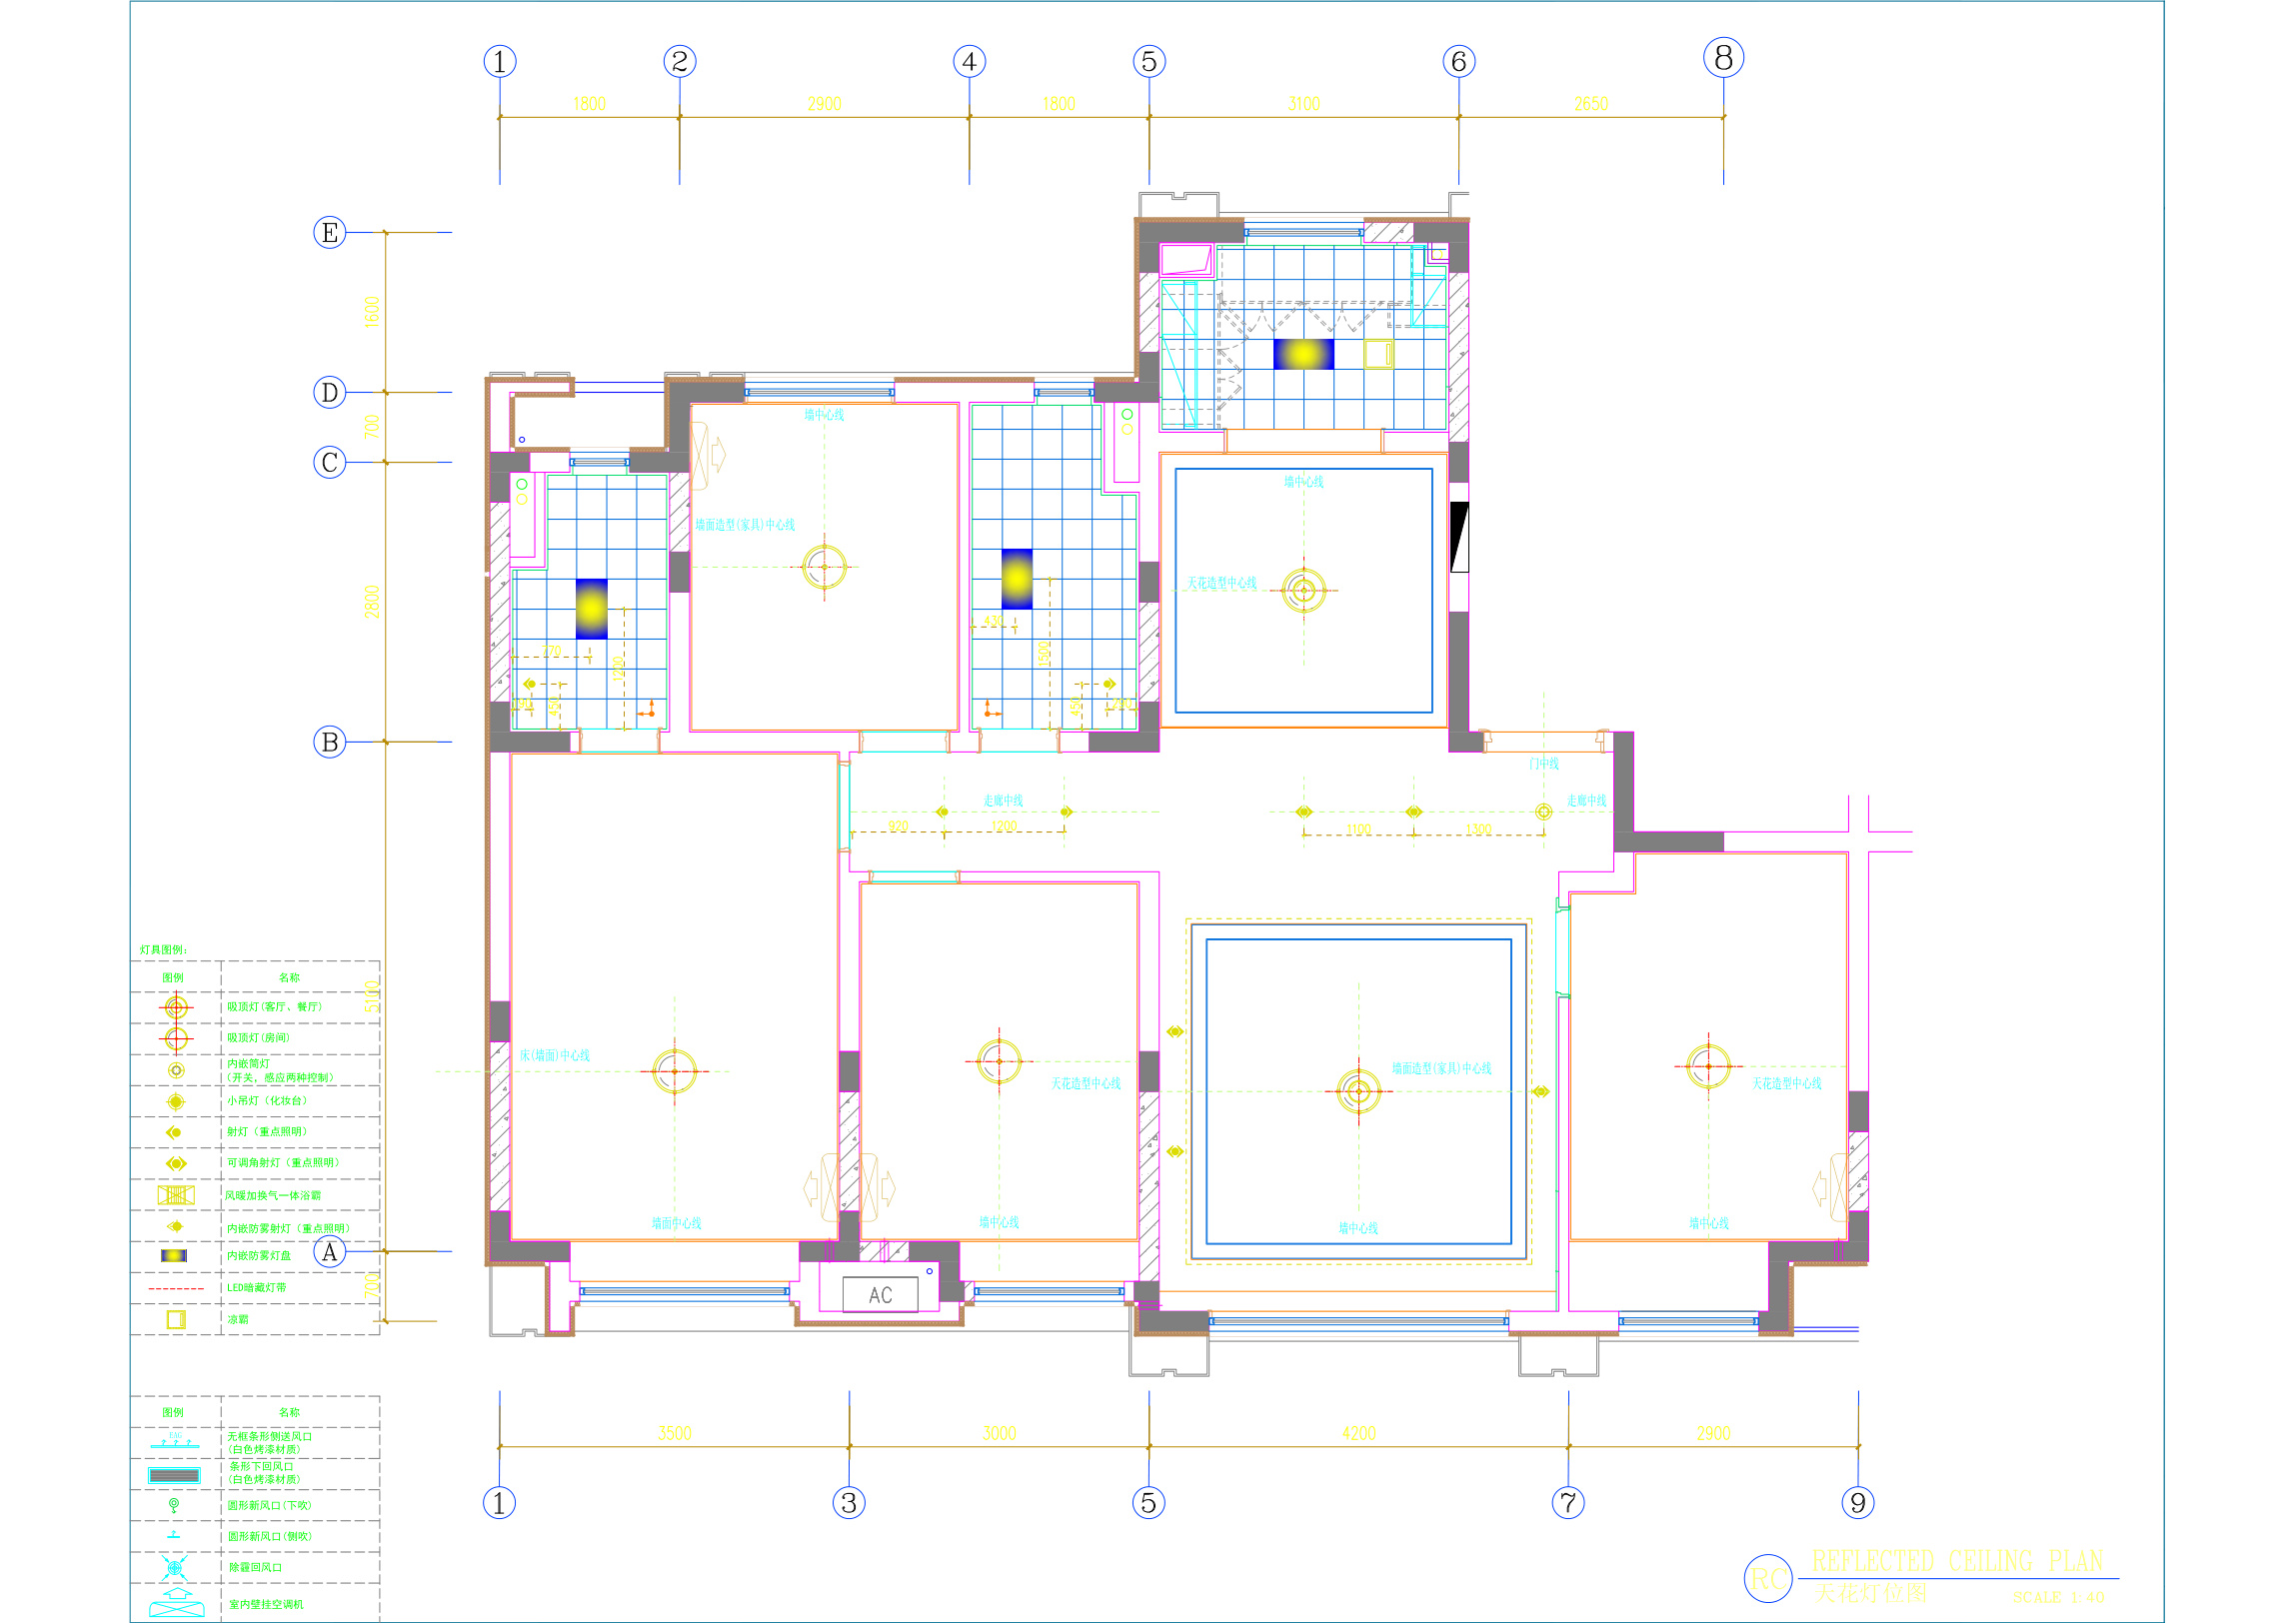 1 2 4 5 6 8
1800 2900 1800 3100 2650
E
1600
D
墙中心线
700
C
墙中心线
墙面造型(家具)中心线
天花造型中心线
2800
430
770
1500
1200
450
450
B
门中线
走廊中线
走廊中线
920
1200
1100
1300
灯具图例:
图例 名称
吸顶灯(客厅、餐厅)
吸顶灯(房间)
内嵌筒灯
(开关、感应两种控制)
小吊灯 (化妆台)
射灯 (重点照明)
可调角射灯 (重点照明)
风暖加换气一体浴霸
内嵌防雾射灯 (重点照明)
内嵌防雾灯盘
LED暗藏灯带
凉霸
5100
床(墙面)中心线
天花造型中心线
墙面造型(家具)中心线
天花造型中心线
墙面中心线
墙中心线
墙中心线
墙中心线
A
700
AC
图例 名称
无框条形侧送风口
(白色烤漆材质)
条形下回风口
(白色烤漆材质)
圆形新风口(下吹)
圆形新风口(侧吹)
除霾回风口
室内壁挂空调机
3500 3000 4200 2900
1 3 5 7 9
RC
REFLECTED CEILING PLAN
天花灯位图
SCALE 1:40